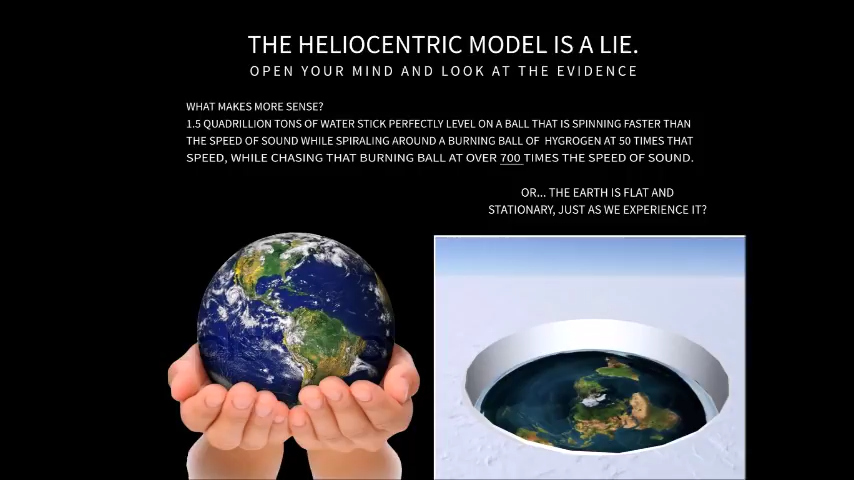 THE HELIOCENTRIC MODEL IS A LIE.
OPEN YOUR MIND AND LOOK AT THE EVIDENCE
WHAT MAKES MORE SENSE?
1.5 QUADRILLION TONS OF WATER STICK PERFECTLY LEVEL ON A BALL THAT IS SPINNING FASTER THAN
THE SPEED OF SOUND WHILE SPIRALING AROUND A BURNING BALL OF HYGROGEN AT 50 TIMES THAT
SPEED, WHILE CHASING THAT BURNING BALL AT OVER 700 TIMES THE SPEED OF SOUND.
OR... THE EARTH IS FLAT AND
STATIONARY, JUST AS WE EXPERIENCE IT?